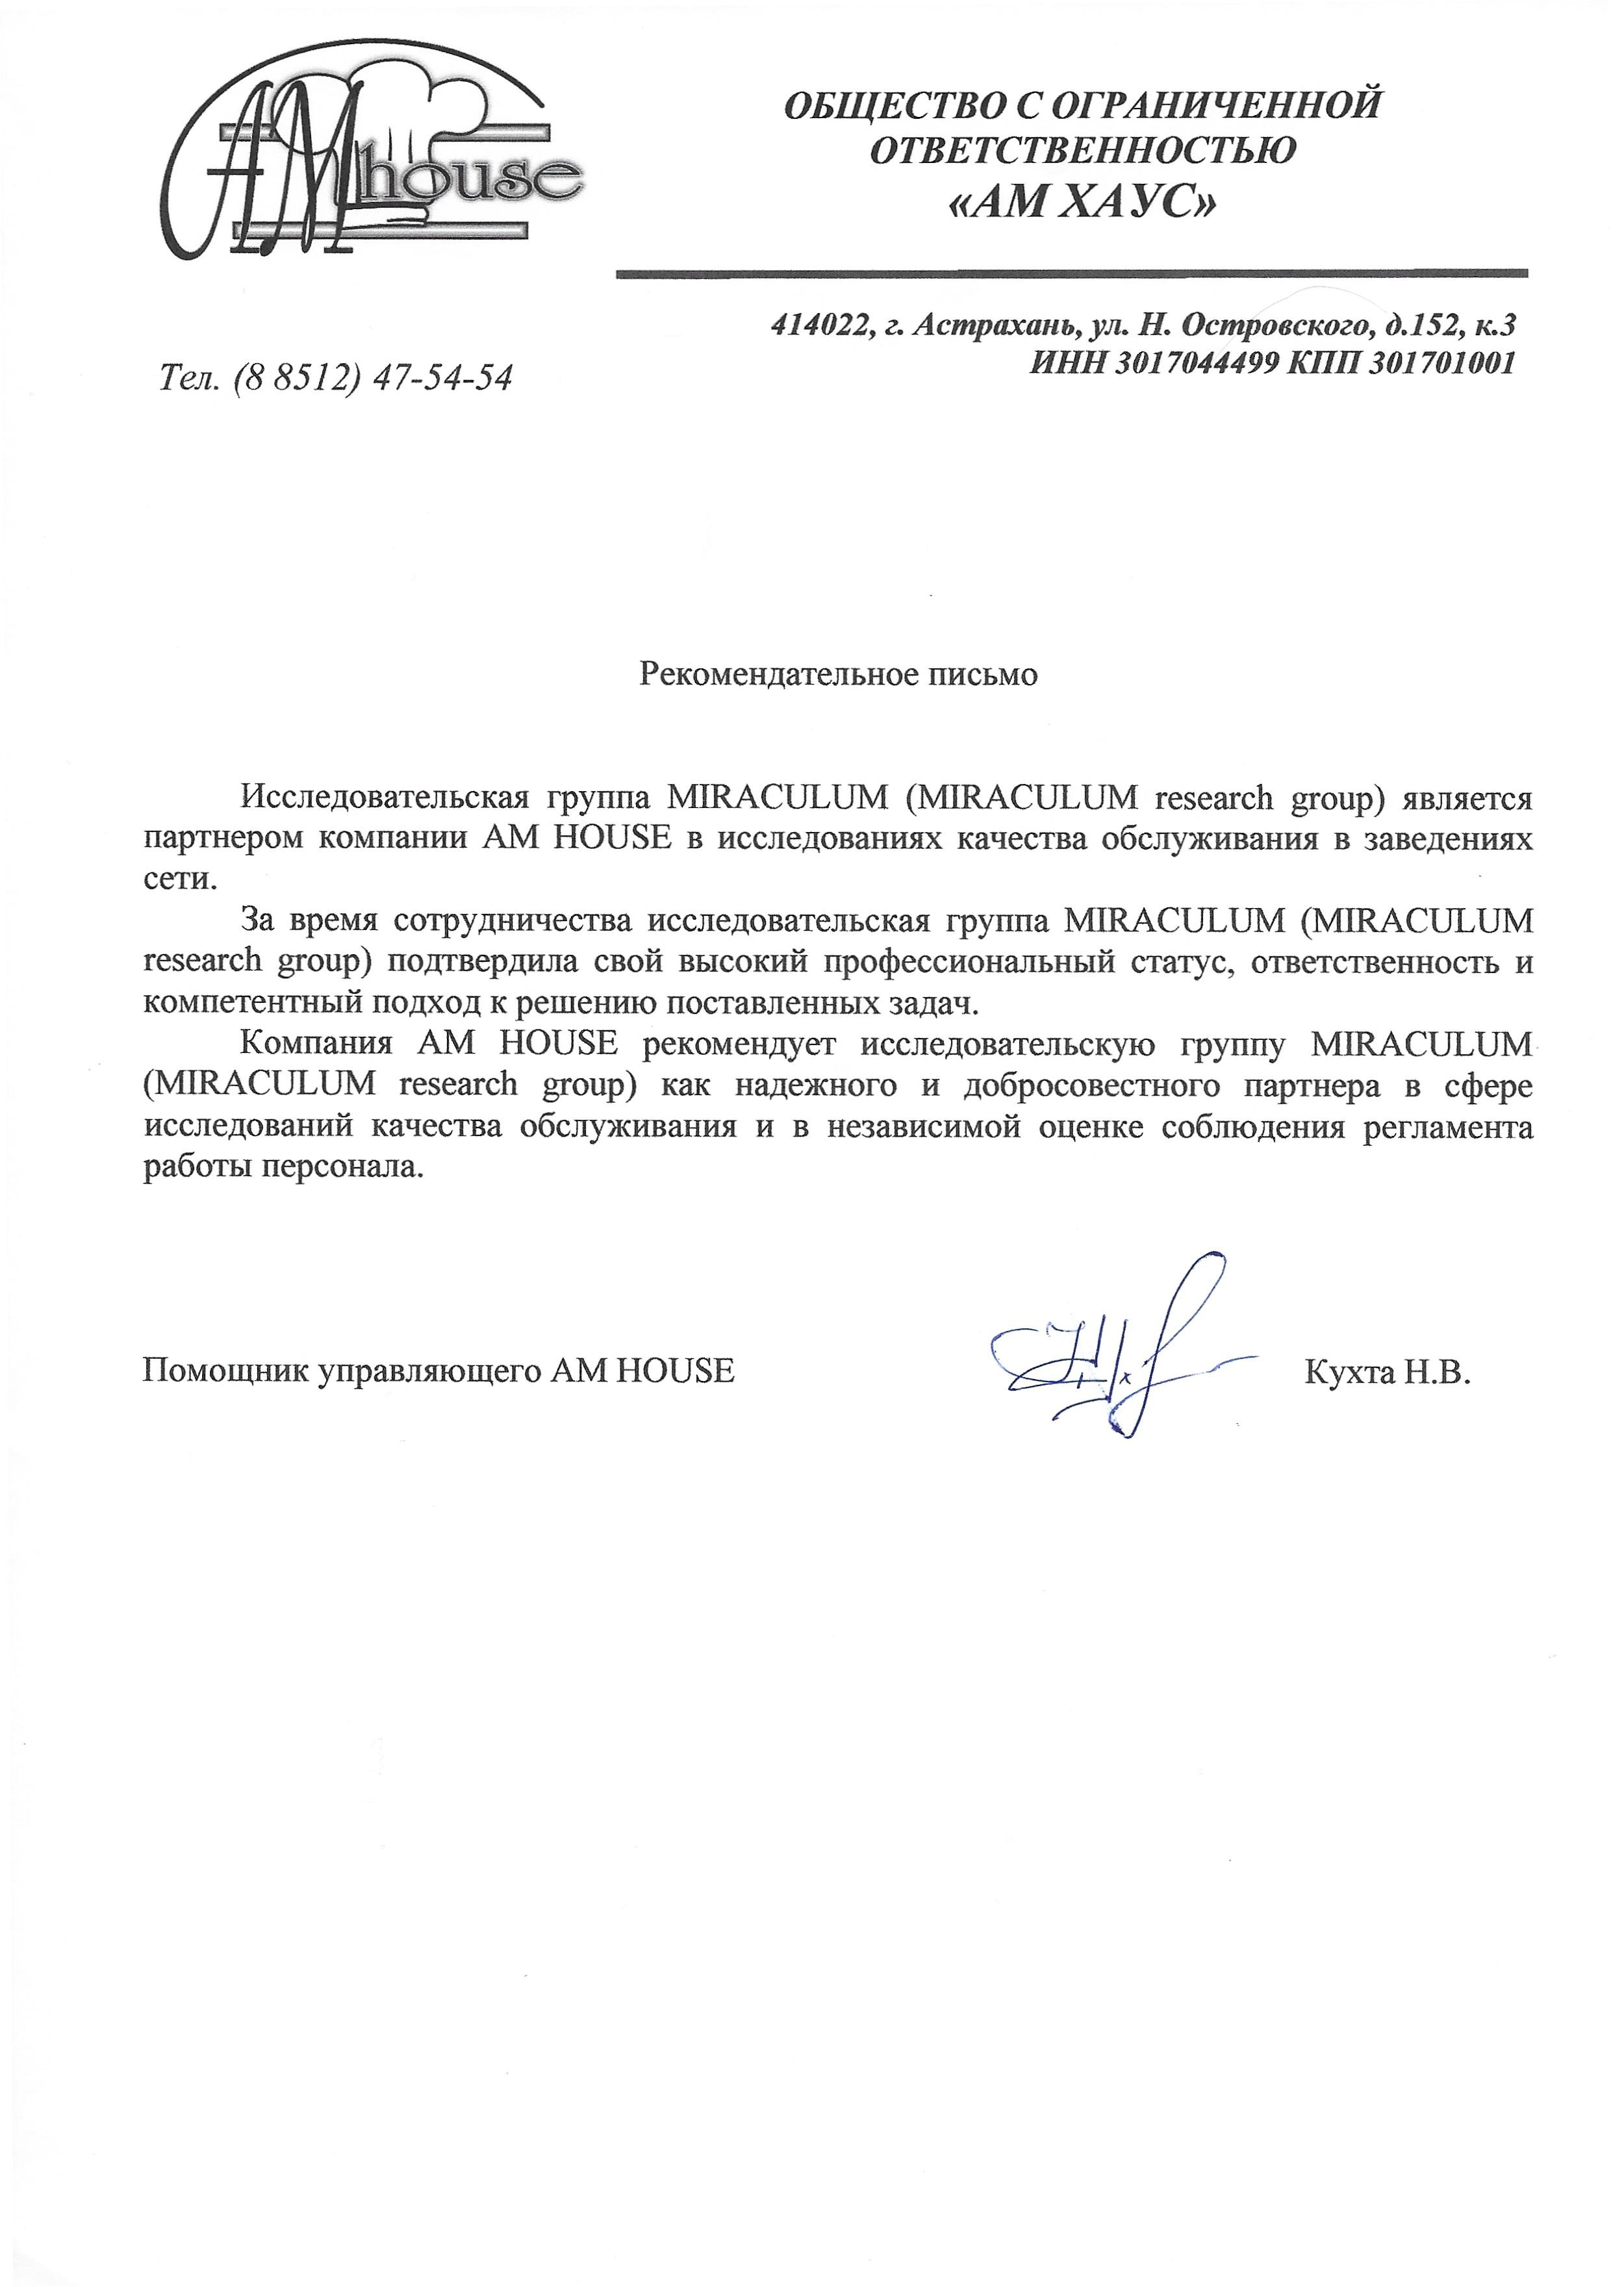 AM house
ОБЩЕСТВО С ОГРАНИЧЕННОЙ
ОТВЕТСТВЕННОСТЬЮ
«АМ ХАУС»
414022, г. Астрахань, ул. Н. Островского, д.152, к.3
ИНН 3017044499 КПП 301701001
Тел. (8 8512) 47-54-54
Рекомендательное письмо
Исследовательская группа MIRACULUM (MIRACULUM research group) является
партнером компании AM HOUSE в исследованиях качества обслуживания в заведениях
сети.
За время сотрудничества исследовательская группа MIRACULUM (MIRACULUM
research group) подтвердила свой высокий профессиональный статус, ответственность и
компетентный подход к решению поставленных задач.
Компания AM HOUSE рекомендует исследовательскую группу MIRACULUM
(MIRACULUM research group) как надежного и добросовестного партнера в сфере
исследований качества обслуживания и в независимой оценке соблюдения регламента
работы персонала.
Помощник управляющего AM HOUSE
Кухта Н.В.